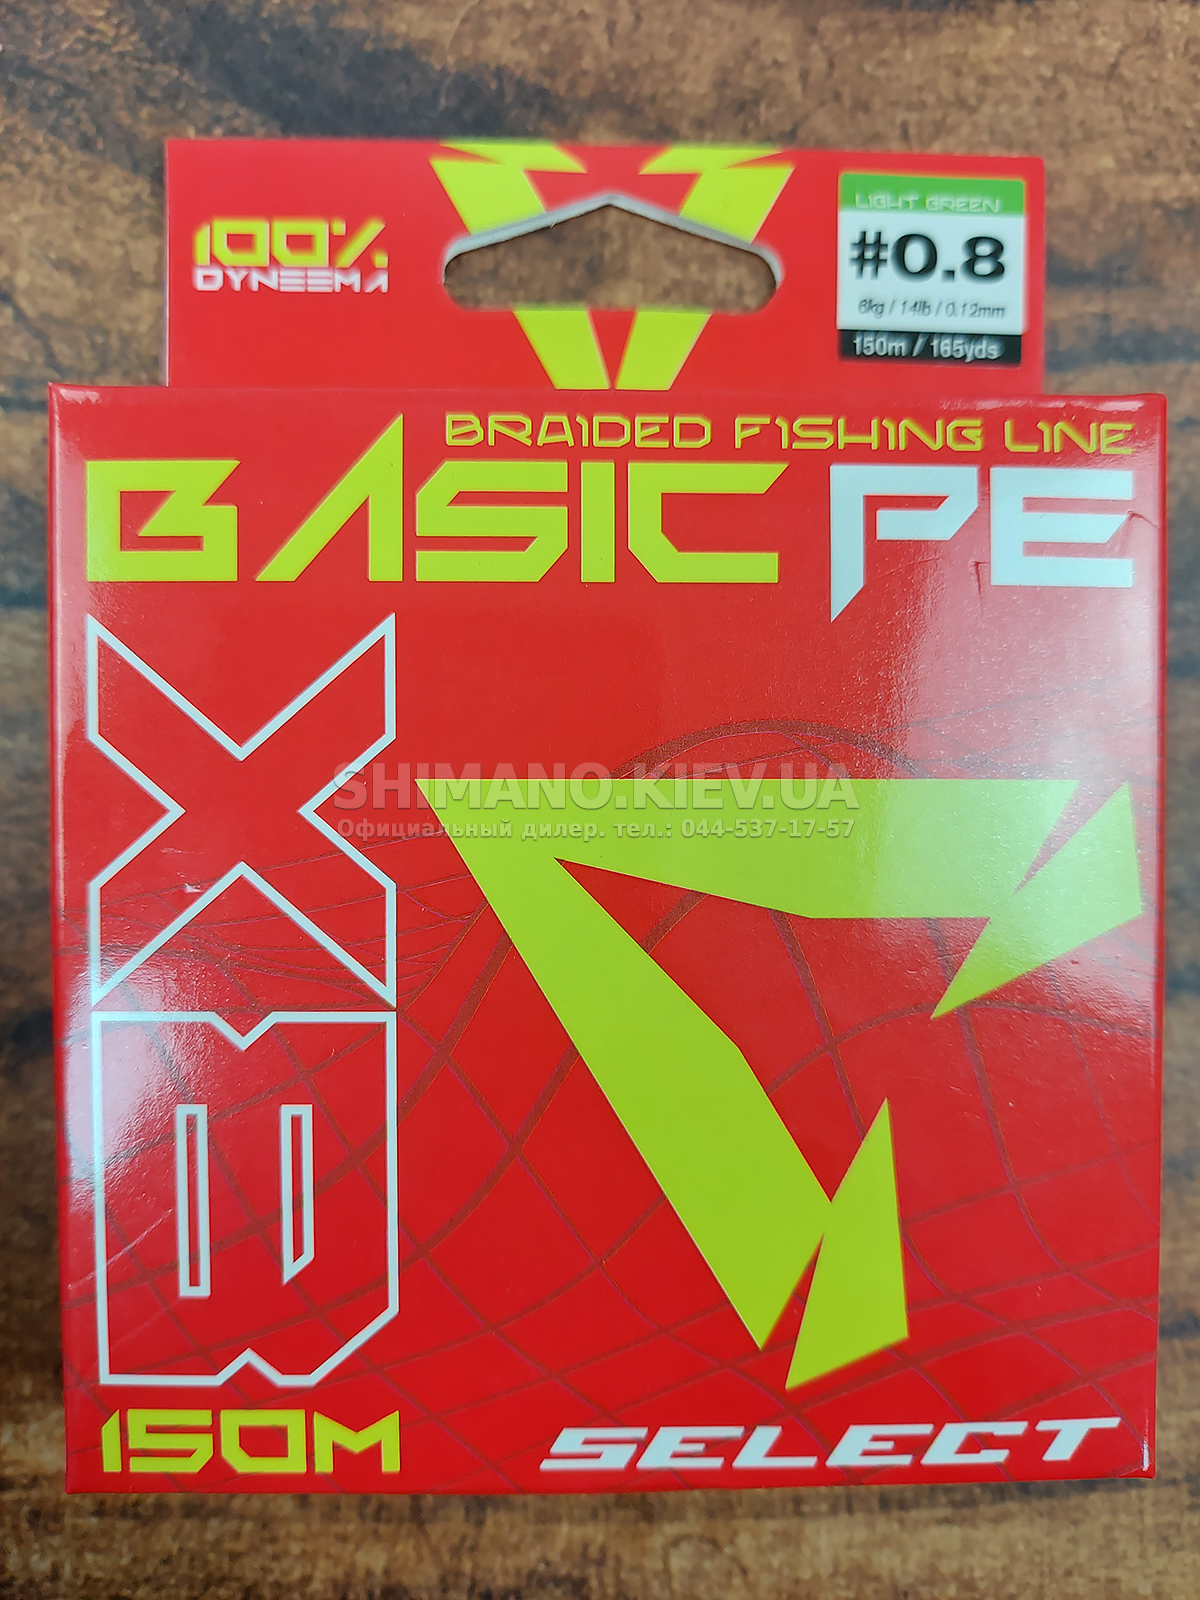 100%
DYNEEMA
LIGHT GREEN
#0.8
6kg / 14lb / 0.12mm
150m / 165yds
BRAIDED FISHING LINE
BASIC PE
8X
SHIMANO.KIEV.UA
Официальный дилер. тел.: 044-537-17-57
150M
SELECT